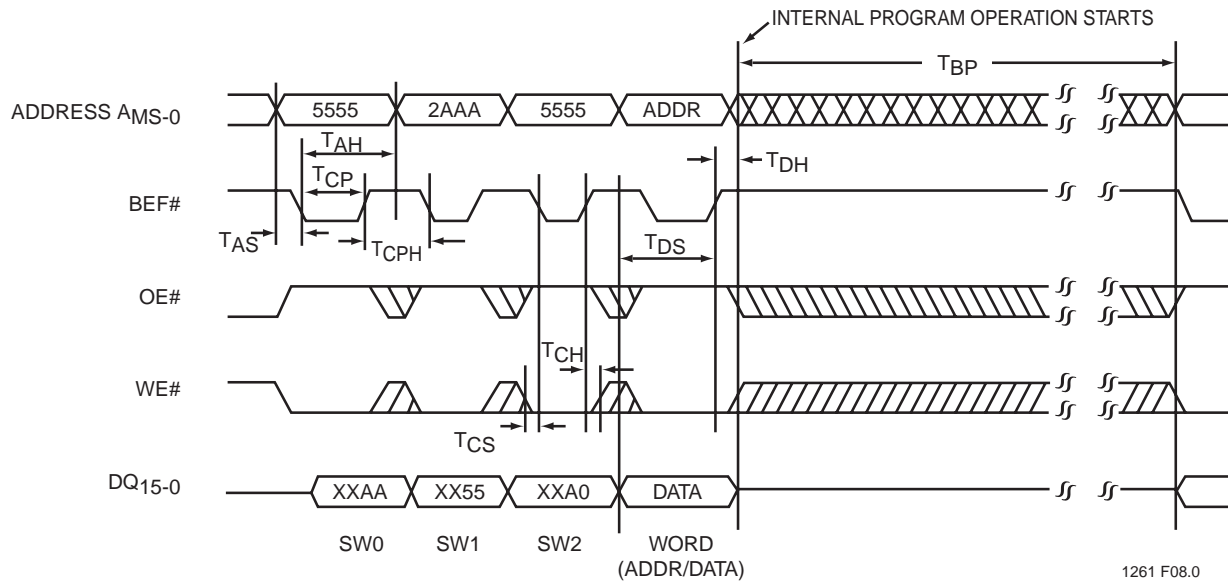 INTERNAL PROGRAM OPERATION STARTS
TBP
ADDRESS AMS-0
5555
2AAA
5555
ADDR
TAH
TDH
TCP
BEF#
TAS
TCPH
TDS
OE#
TCH
WE#
TCS
DQ15-0
XXAA
XX55
XXA0
DATA
SW0
SW1
SW2
WORD
(ADDR/DATA)
1261 F08.0